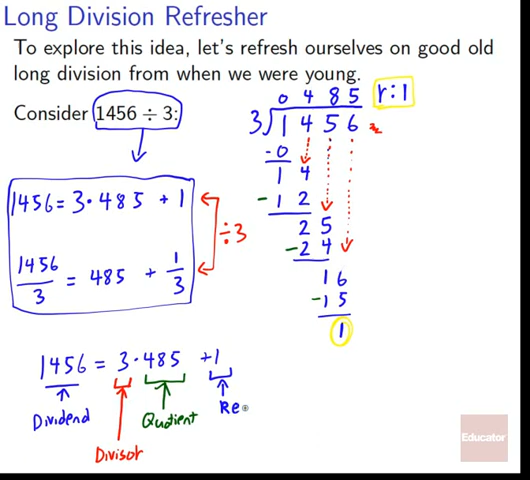 Long Division Refresher
To explore this idea, let's refresh ourselves on good old
long division from when we were young.
Consider 1456 ÷ 3:
0 4 8 5 r:1
3)1 4 5 6
-0
1 4
-1 2
2 5
-2 4
1 6
-1 5
1
1456 = 3·485 + 1
÷3
1456/3 = 485 + 1/3
1456 = 3·485 +1
Dividend
Divisor
Quotient
Re
Educator